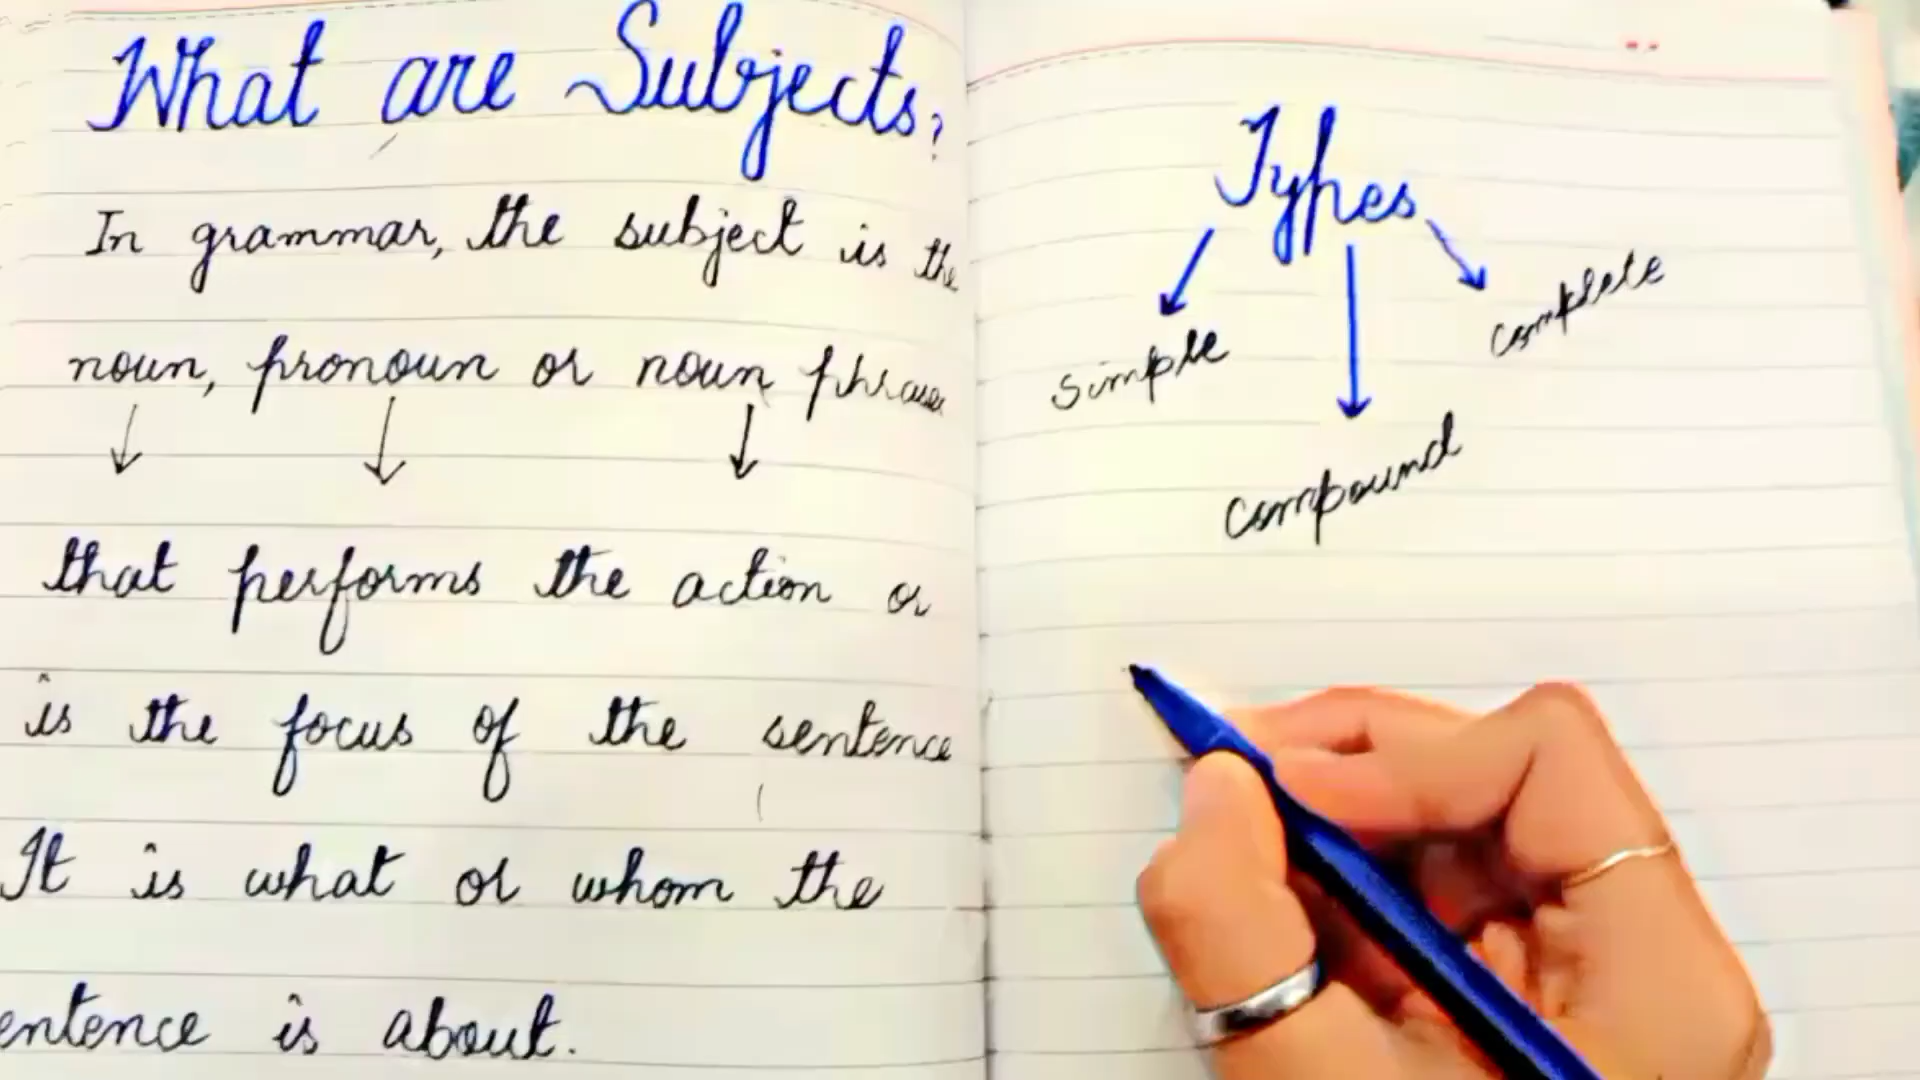 What are Subjects?
In grammar, the subject is the
noun, pronoun or noun phrase
that performs the action or
is the focus of the sentence
It is what or whom the
entence is about.
Types
Simple
Compound
Complete